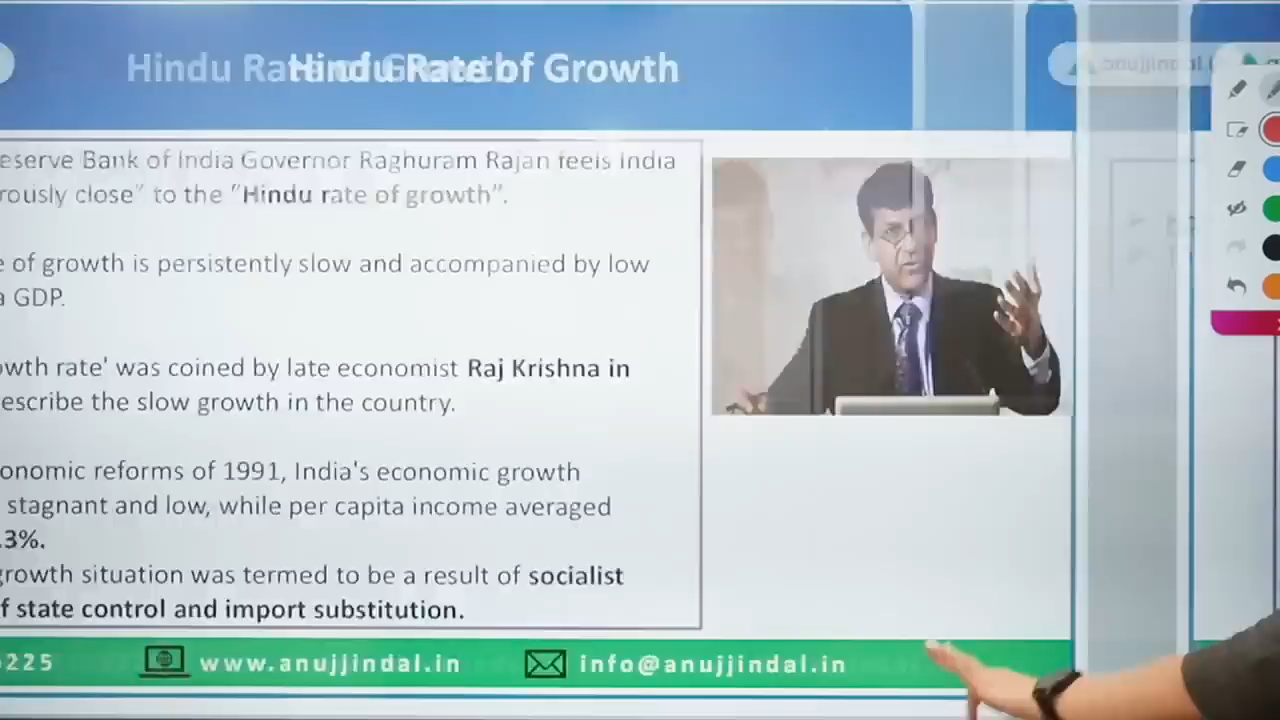 Hindu Rate of Growth
eserve Bank of India Governor Raghuram Rajan feels India
rously close" to the "Hindu rate of growth".
e of growth is persistently slow and accompanied by low
a GDP.
owth rate' was coined by late economist Raj Krishna in
escribe the slow growth in the country.
onomic reforms of 1991, India's economic growth
stagnant and low, while per capita income averaged
.3%.
growth situation was termed to be a result of socialist
f state control and import substitution.
225
www.anujjindal.in
info@anujjindal.in